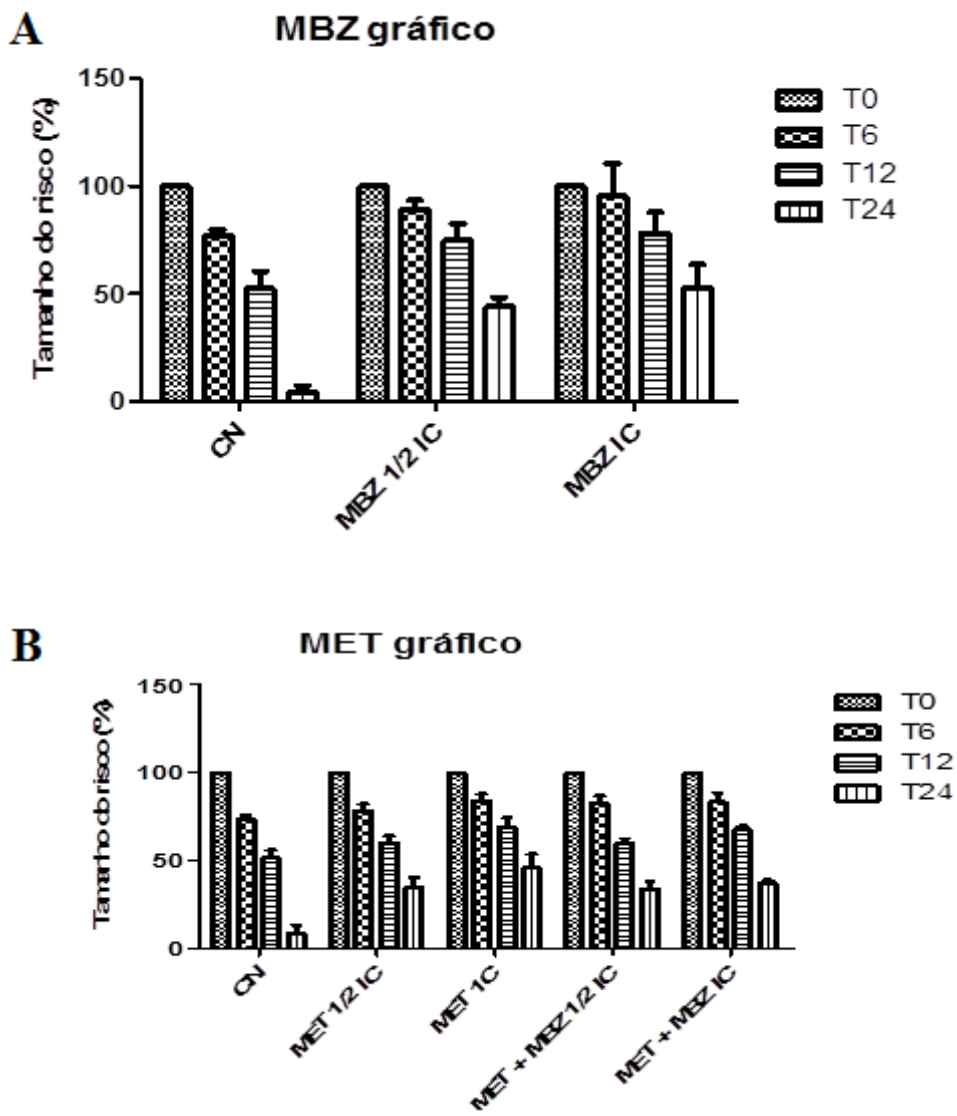 A
MBZ gráfico
Tamanho do risco (%)
150
100
50
0
CN
MBZ 1/2 IC
MBZ IC
T0
T6
T12
T24
B
MET gráfico
Tamanho do risco (%)
150
100
50
0
CN
MET 1/2 IC
MET 1C
MET + MBZ 1/2 IC
MET + MBZ IC
T0
T6
T12
T24